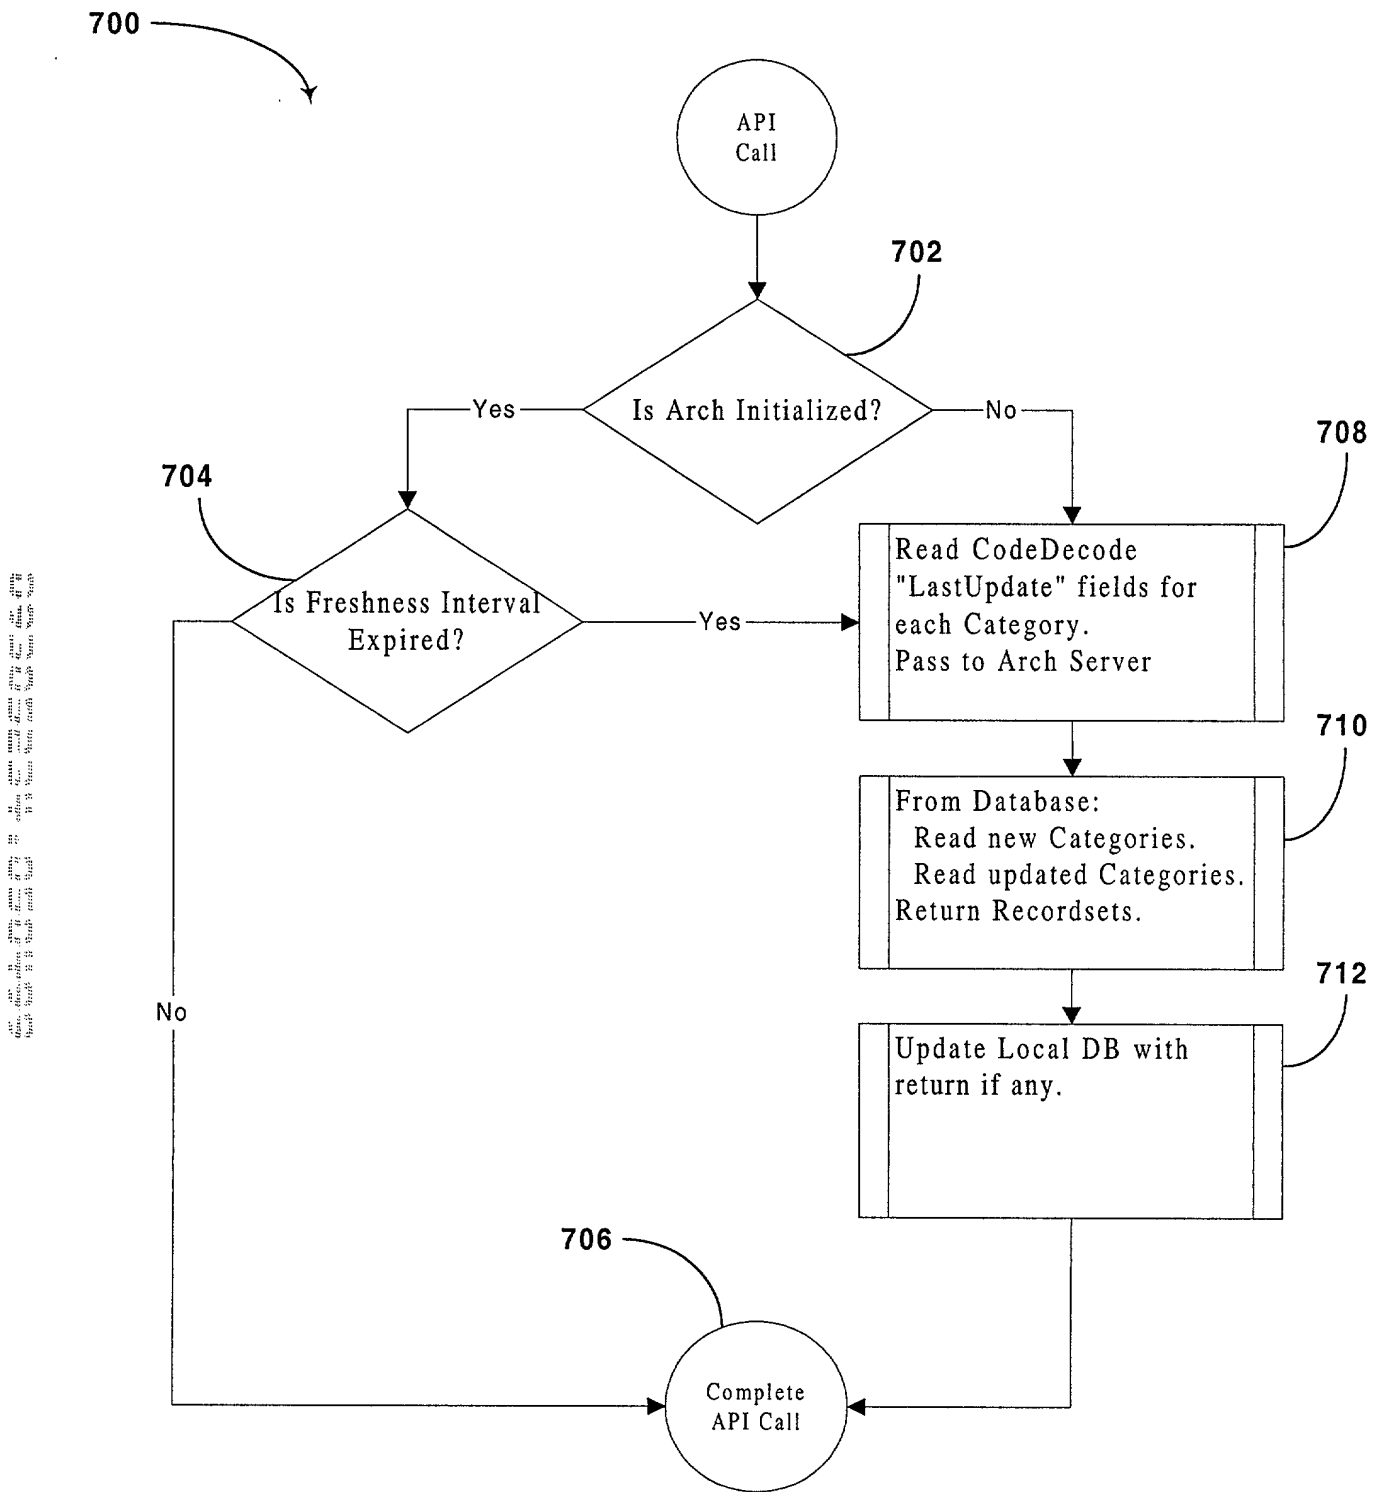 700
API
Call
702
Is Arch Initialized?
Yes
No
704
708
Is Freshness Interval
Expired?
Yes
Read CodeDecode
"LastUpdate" fields for
each Category.
Pass to Arch Server
710
From Database:
Read new Categories.
Read updated Categories.
Return Recordsets.
712
No
Update Local DB with
return if any.
706
Complete
API Call